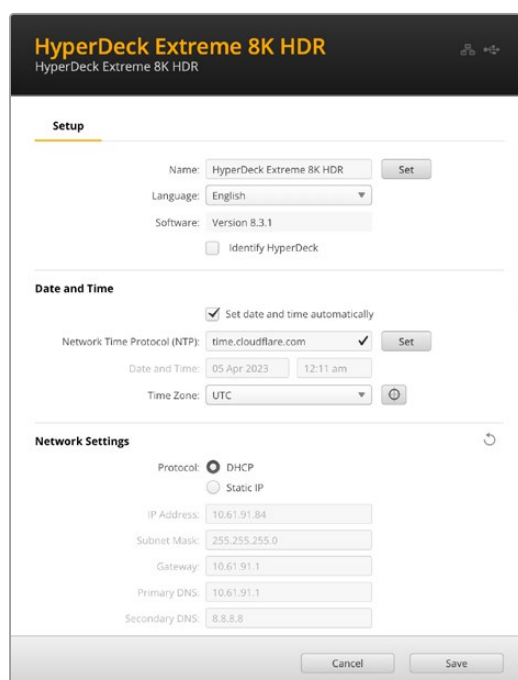 HyperDeck Extreme 8K HDR
HyperDeck Extreme 8K HDR
Setup
Name: HyperDeck Extreme 8K HDR Set
Language: English
Software: Version 8.3.1
Identify HyperDeck
Date and Time
Set date and time automatically
Network Time Protocol (NTP): time.cloudflare.com Set
Date and Time: 05 Apr 2023 12:11 am
Time Zone: UTC
Network Settings
Protocol: DHCP
Static IP
IP Address: 10.61.91.84
Subnet Mask: 255.255.255.0
Gateway: 10.61.91.1
Primary DNS: 10.61.91.1
Secondary DNS: 8.8.8.8
Cancel Save